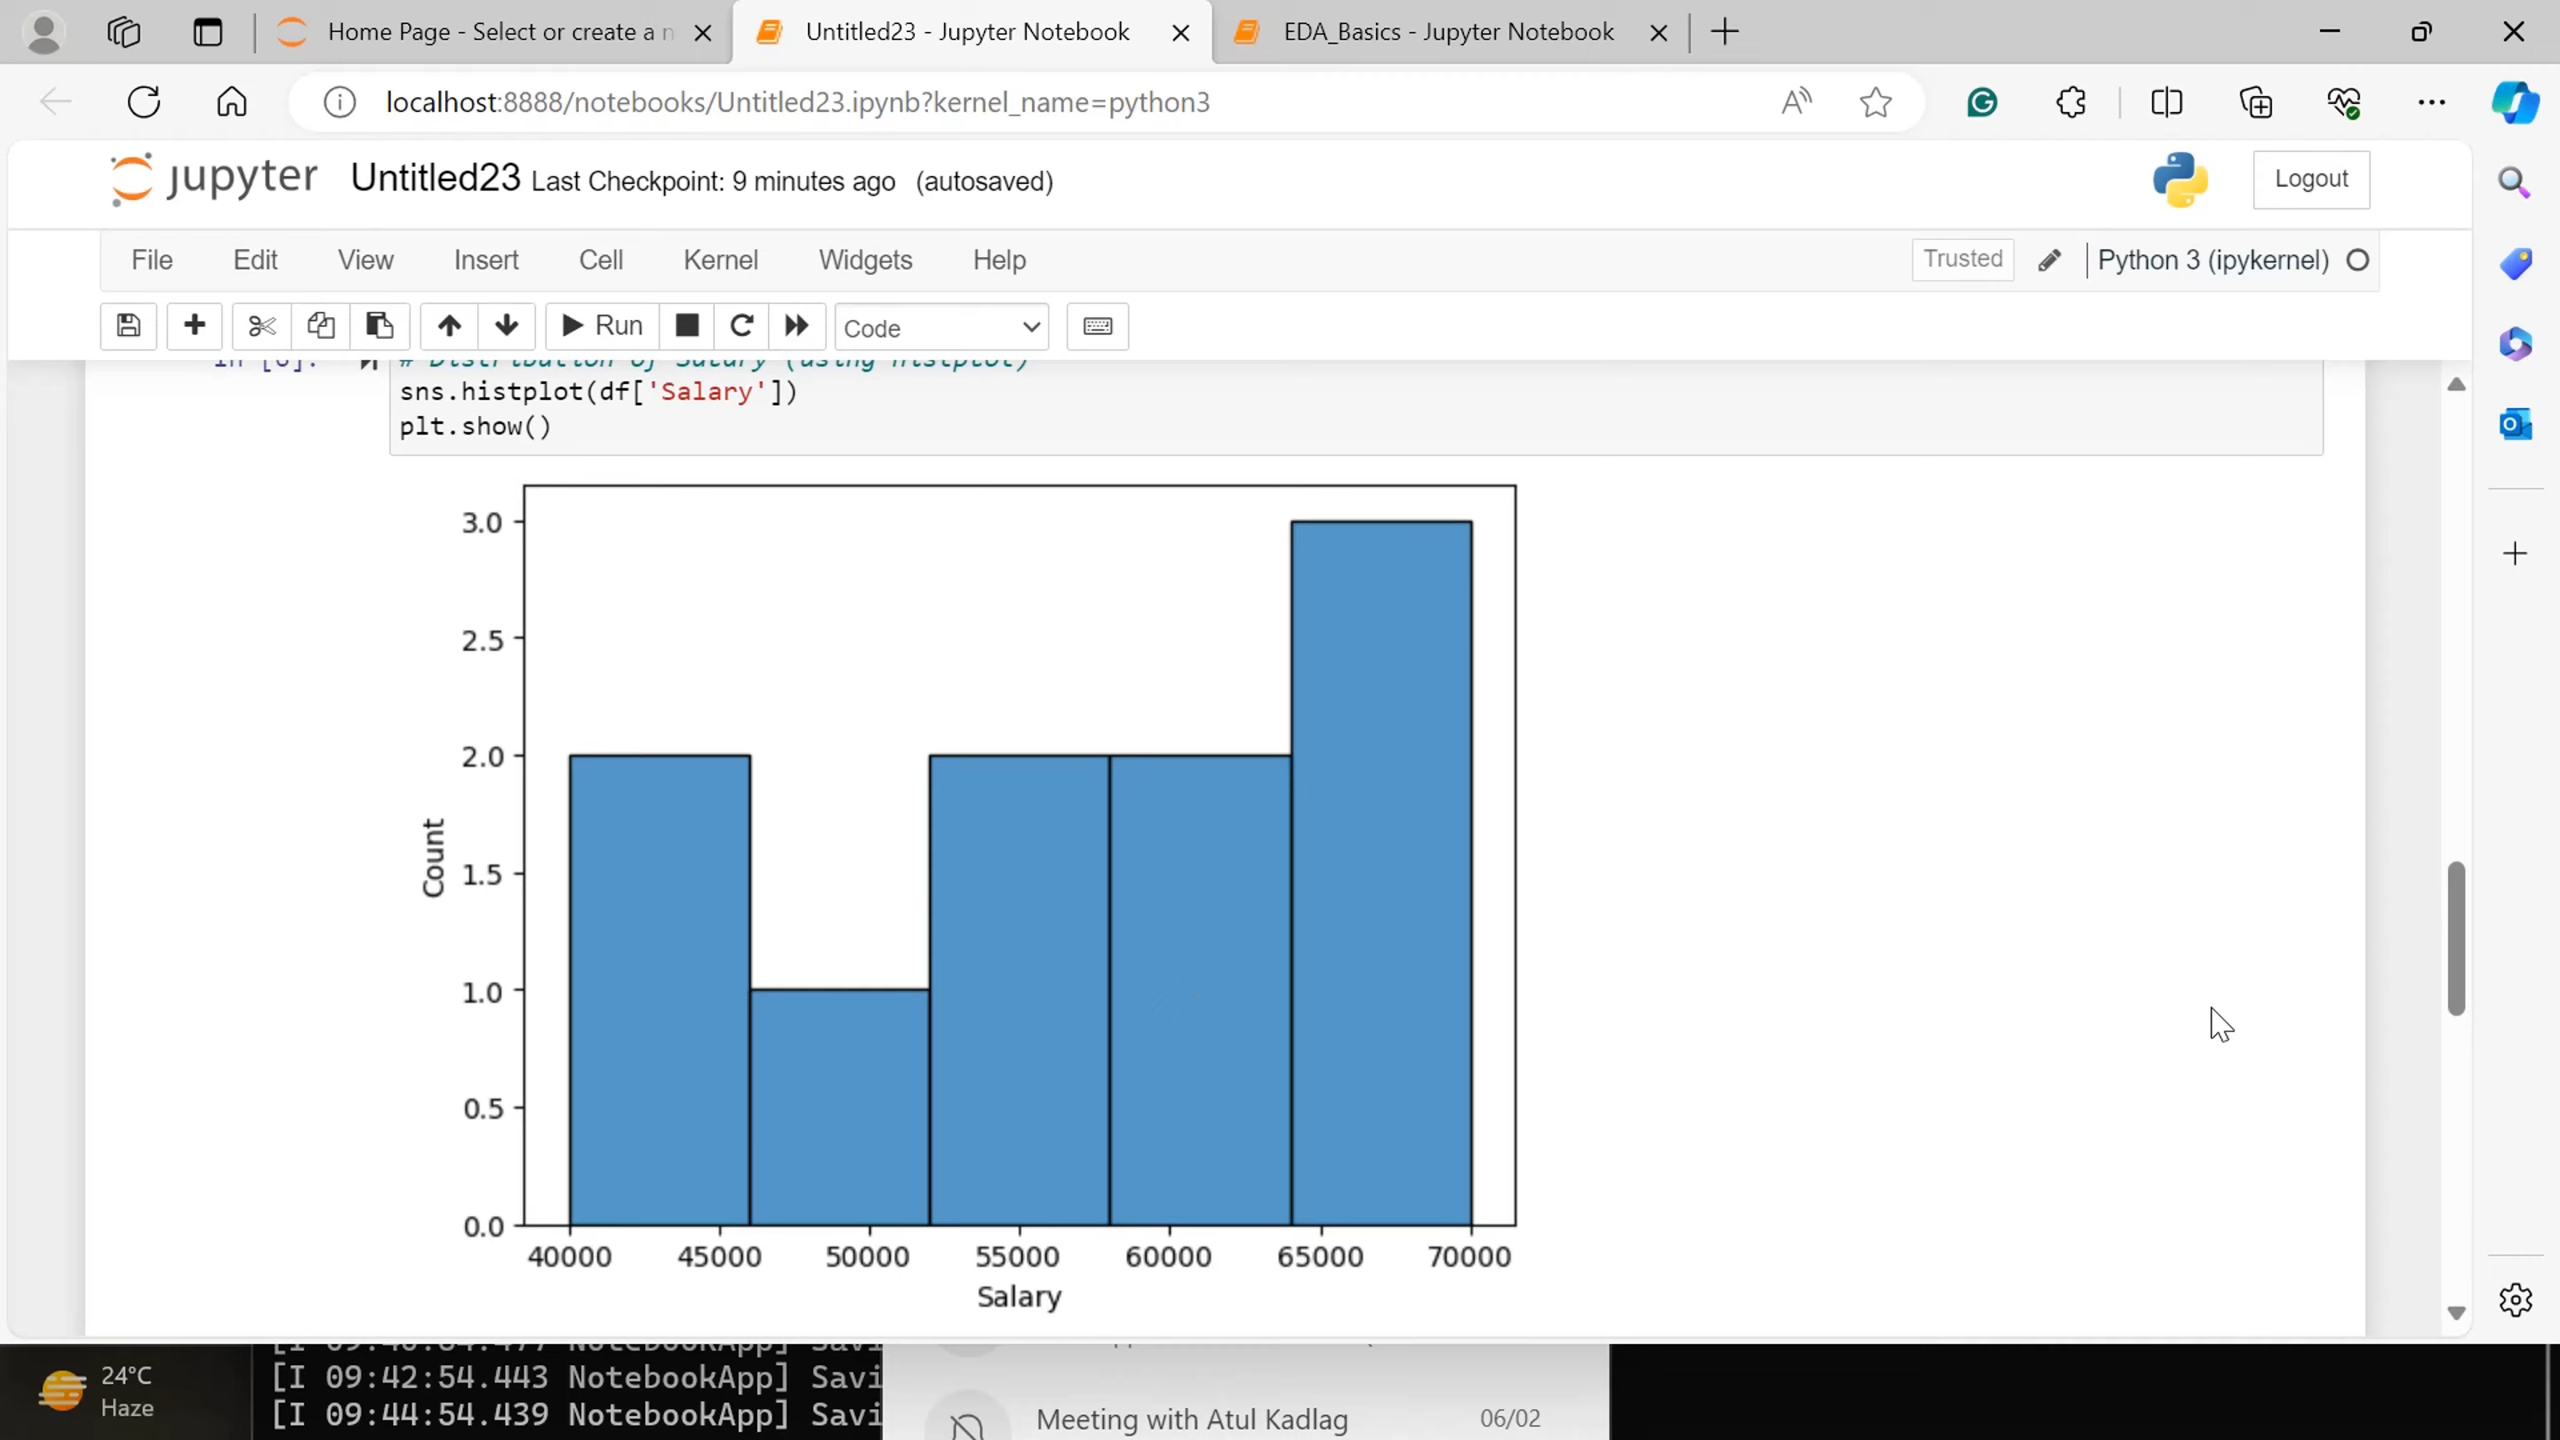 Home Page - Select or create a n
Untitled23 - Jupyter Notebook
EDA_Basics - Jupyter Notebook
localhost:8888/notebooks/Untitled23.ipynb?kernel_name=python3
jupyter Untitled23 Last Checkpoint: 9 minutes ago (autosaved)
Logout
File Edit View Insert Cell Kernel Widgets Help
Trusted
Python 3 (ipykernel)
Run
Code
# Distribution of Salary (using histplot)
sns.histplot(df['Salary'])
plt.show()
3.0
2.5
2.0
1.5
1.0
0.5
0.0
Count
40000 45000 50000 55000 60000 65000 70000
Salary
24°C
Haze
[I 09:42:54.443 NotebookApp] Savi
[I 09:44:54.439 NotebookApp] Savi
Meeting with Atul Kadlag
06/02